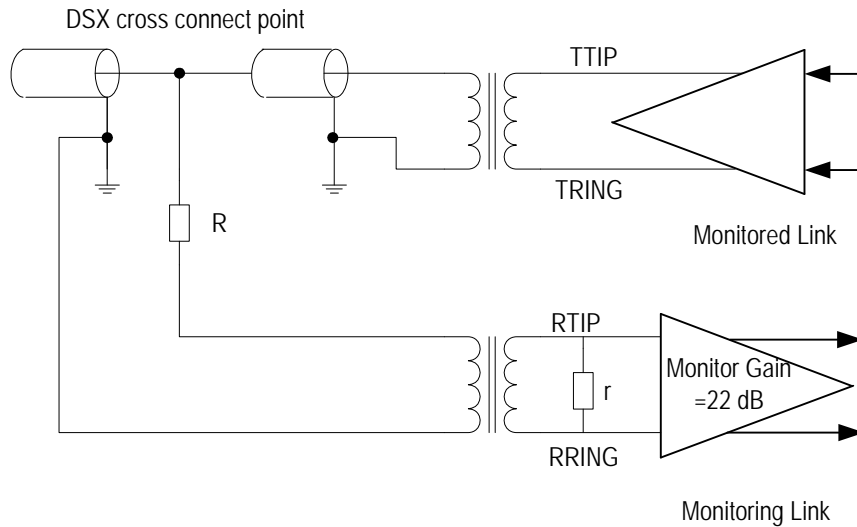 DSX cross connect point
TTIP
TRING
R
Monitored Link
RTIP
Monitor Gain
=22 dB
r
RRING
Monitoring Link